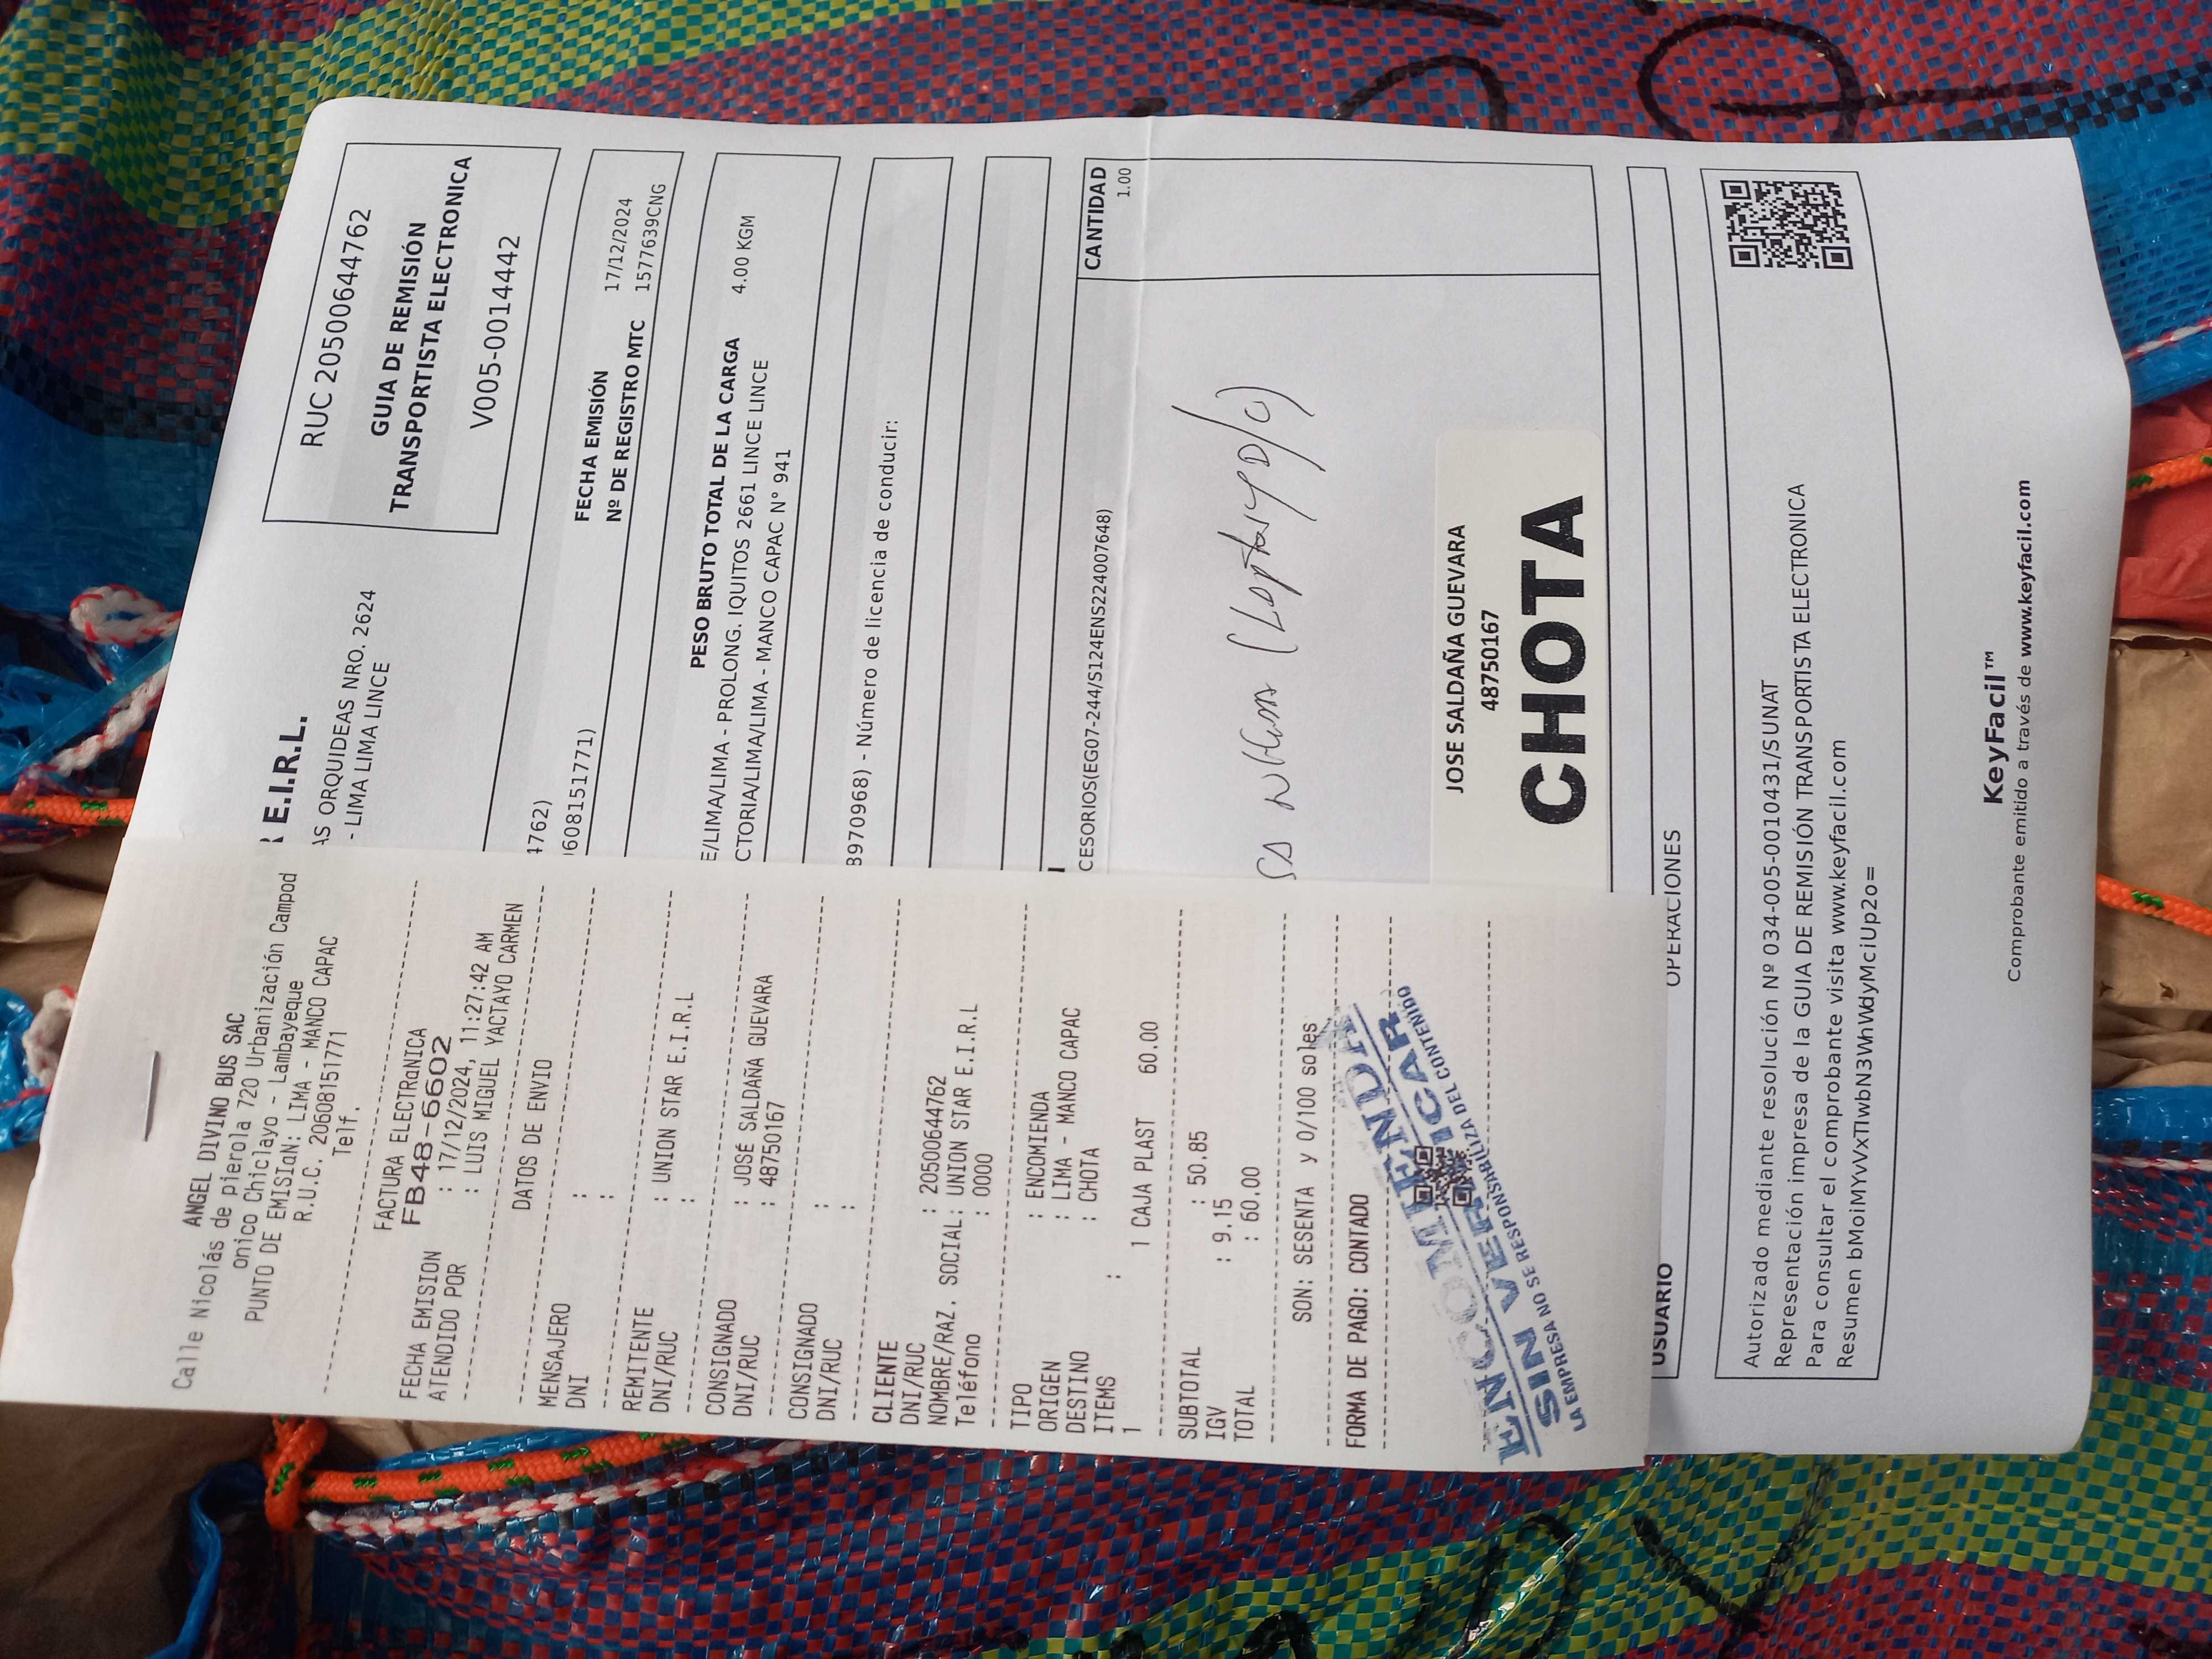 ANGEL DIVINO BUS SAC
Calle Nicolás de pierola 720 Urbanización Campod
onico Chiclayo - Lambayeque
PUNTO DE EMISIαN: LIMA - MANCO CAPAC
R.U.C. 20608151771
Telf.
FACTURA ELECTRαNICA
FB48-6602
FECHA EMISION : 17/12/2024, 11:27:42 AM
ATENDIDO POR : LUIS MIGUEL YACTAYO CARMEN
DATOS DE ENVIO
MENSAJERO :
DNI :
REMITENTE : UNION STAR E.I.R.L
DNI/RUC :
CONSIGNADO : JOSÉ SALDAÑA GUEVARA
DNI/RUC : 48750167
CONSIGNADO :
DNI/RUC :
CLIENTE
DNI/RUC : 20500644762
NOMBRE/RAZ. SOCIAL: UNION STAR E.I.R.L
Teléfono : 0000
TIPO : ENCOMIENDA
ORIGEN : LIMA - MANCO CAPAC
DESTINO : CHOTA
ITEMS :
1 1 CAJA PLAST 60.00
SUBTOTAL : 50.85
IGV : 9.15
TOTAL : 60.00
SON: SESENTA y 0/100 soles
FORMA DE PAGO: CONTADO
ENCOMIENDA
SIN VERIFICAR
LA EMPRESA NO SE RESPONSABILIZA DEL CONTENIDO
E.I.R.L.
AS ORQUIDEAS NRO. 2624
- LIMA LIMA LINCE
RUC 20500644762
GUIA DE REMISIÓN
TRANSPORTISTA ELECTRONICA
V005-0014442
4762)
0608151771)
FECHA EMISIÓN 17/12/2024
Nº DE REGISTRO MTC 1577639CNG
PESO BRUTO TOTAL DE LA CARGA 4.00 KGM
E/LIMA/LIMA - PROLONG. IQUITOS 2661 LINCE LINCE
CTORIA/LIMA/LIMA - MANCO CAPAC N° 941
8970968) - Número de licencia de conducir:
CANTIDAD
CESORIOS(EG07-244/S124ENS224007648) 1.00
JOSE SALDAÑA GUEVARA
48750167
CHOTA
USUARIO OPERACIONES
Autorizado mediante resolución Nº 034-005-0010431/SUNAT
Representación impresa de la GUIA DE REMISIÓN TRANSPORTISTA ELECTRONICA
Para consultar el comprobante visita www.keyfacil.com
KeyFacil™
Comprobante emitido a través de www.keyfacil.com